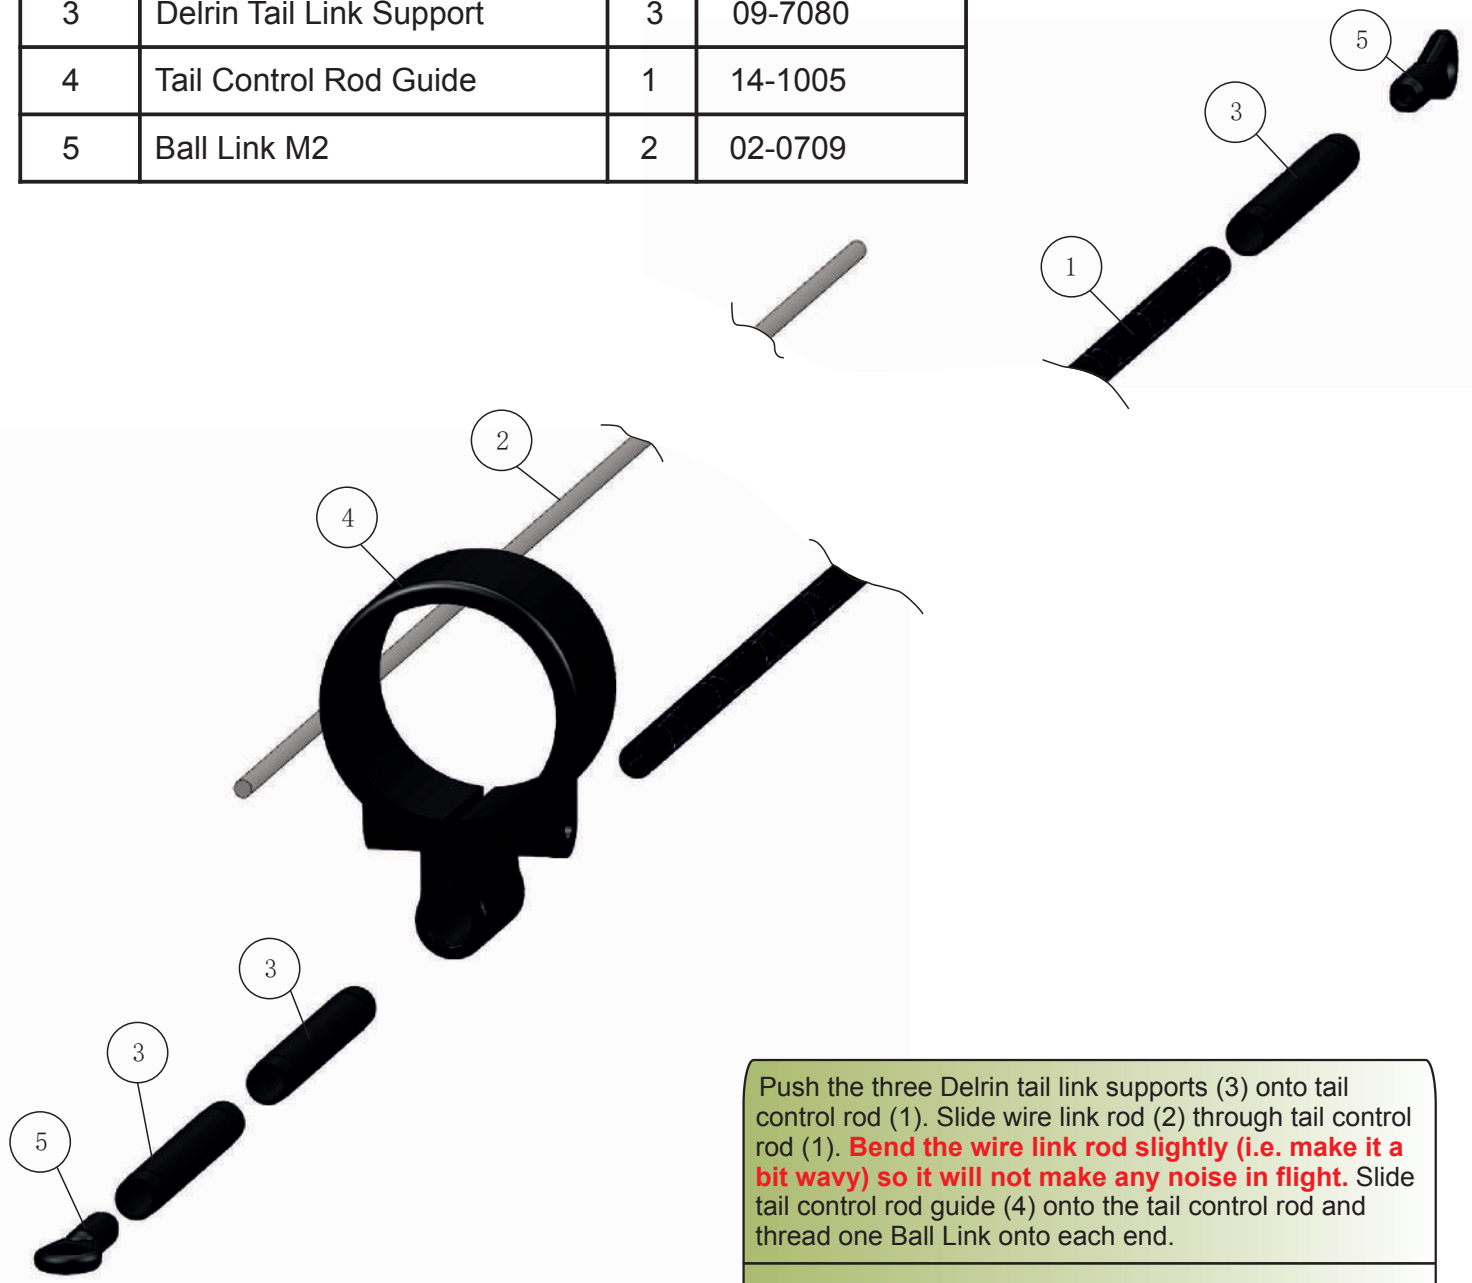 3 Delrin Tail Link Support 3 09-7080
4 Tail Control Rod Guide 1 14-1005
5 Ball Link M2 2 02-0709
5
3
1
2
4
3
3
5
Push the three Delrin tail link supports (3) onto tail
control rod (1). Slide wire link rod (2) through tail control
rod (1). Bend the wire link rod slightly (i.e. make it a
bit wavy) so it will not make any noise in flight. Slide
tail control rod guide (4) onto the tail control rod and
thread one Ball Link onto each end.